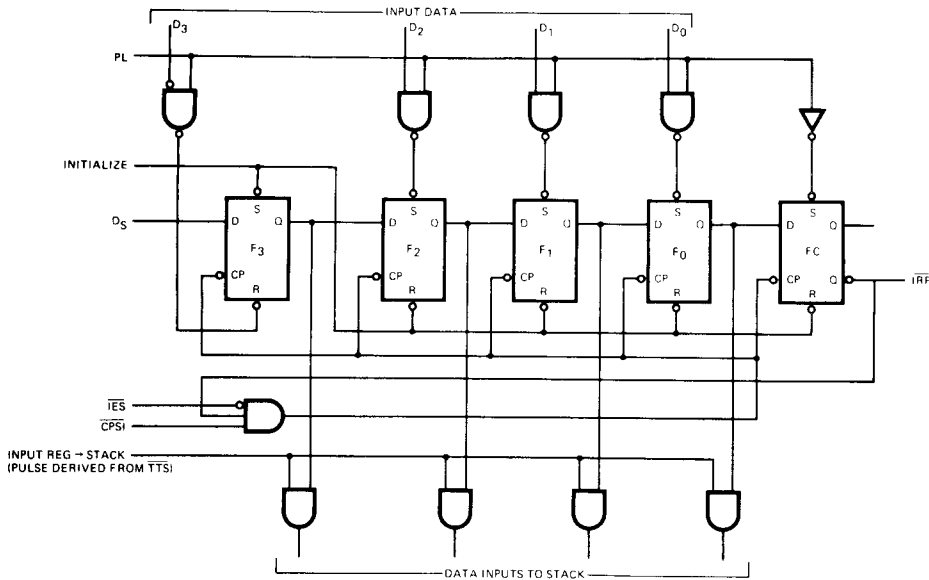 INPUT DATA
D3 D2 D1 D0
PL
INITIALIZE
S S S S S
DS D Q D Q D Q D Q D Q
F3 F2 F1 F0 FC
CP CP CP CP CP Q IRF
R R R R R
IES
CPSI
INPUT REG → STACK
(PULSE DERIVED FROM TTS)
DATA INPUTS TO STACK